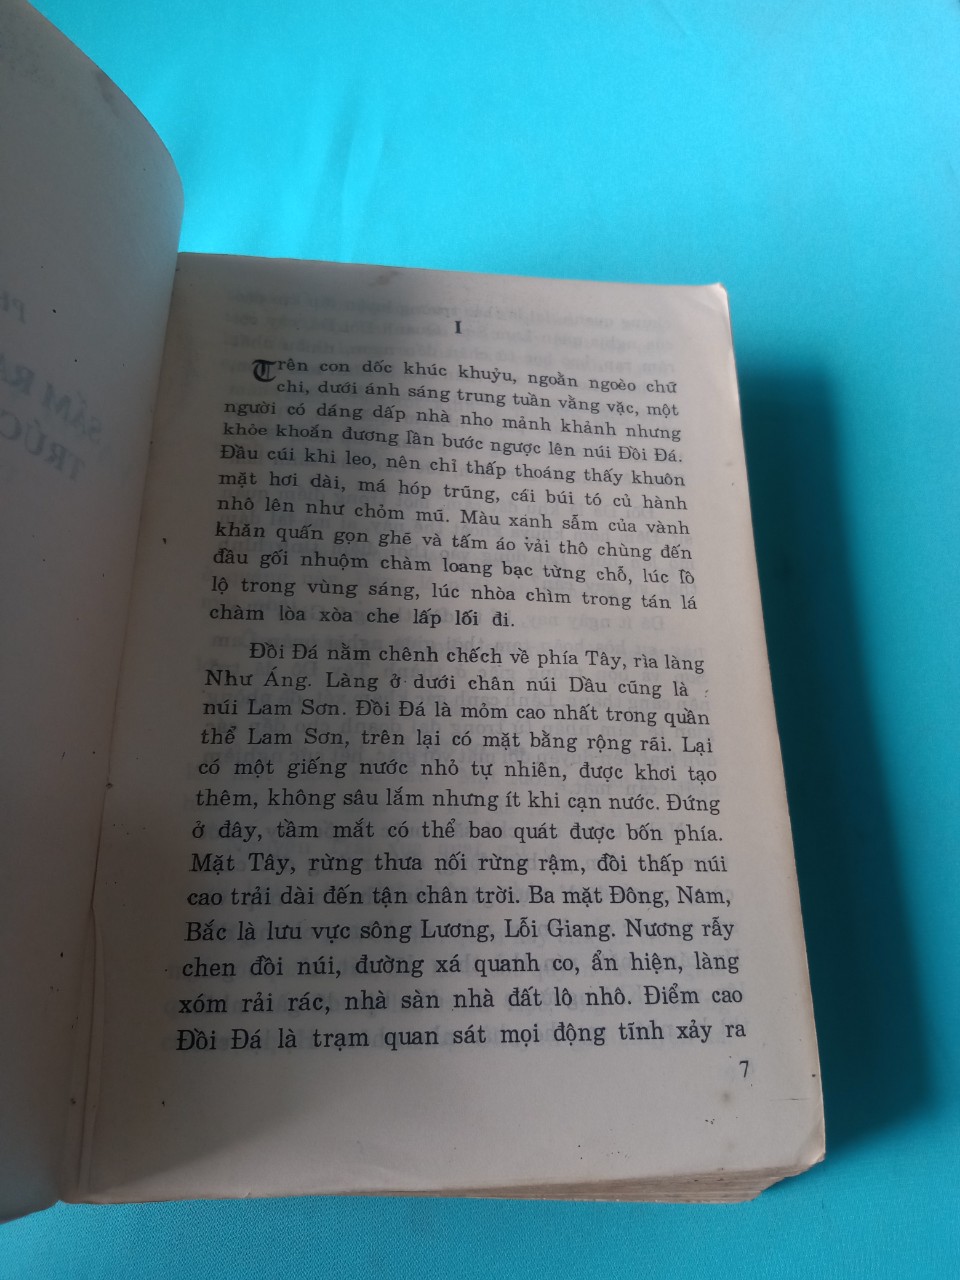 I
Trên con dốc khúc khuỷu, ngoằn ngoèo chữ
chi, dưới ánh sáng trung tuần vằng vặc, một
người có dáng dấp nhà nho mảnh khảnh nhưng
khỏe khoắn đương lần bước ngược lên núi Đồi Đá.
Đầu cúi khi leo, nên chỉ thấp thoáng thấy khuôn
mặt hơi dài, má hóp trũng, cái búi tó củ hành
nhô lên như chỏm mũ. Màu xanh sẫm của vành
khăn quấn gọn ghẽ và tấm áo vải thô chùng đến
đầu gối nhuộm chàm loang bạc từng chỗ, lúc lồ
lộ trong vùng sáng, lúc nhòa chìm trong tán lá
chàm lòa xòa che lấp lối đi.
Đồi Đá nằm chênh chếch về phía Tây, rìa làng
Như Áng. Làng ở dưới chân núi Dầu cũng là
núi Lam Sơn. Đồi Đá là mỏm cao nhất trong quần
thể Lam Sơn, trên lại có mặt bằng rộng rãi. Lại
có một giếng nước nhỏ tự nhiên, được khơi tạo
thêm, không sâu lắm nhưng ít khi cạn nước. Đứng
ở đây, tầm mắt có thể bao quát được bốn phía.
Mặt Tây, rừng thưa nối rừng rậm, đồi thấp núi
cao trải dài đến tận chân trời. Ba mặt Đông, Nam,
Bắc là lưu vực sông Lương, Lỗi Giang. Nương rẫy
chen đồi núi, đường xá quanh co, ẩn hiện, làng
xóm rải rác, nhà sàn nhà đất lô nhô. Điểm cao
Đồi Đá là trạm quan sát mọi động tĩnh xảy ra
7